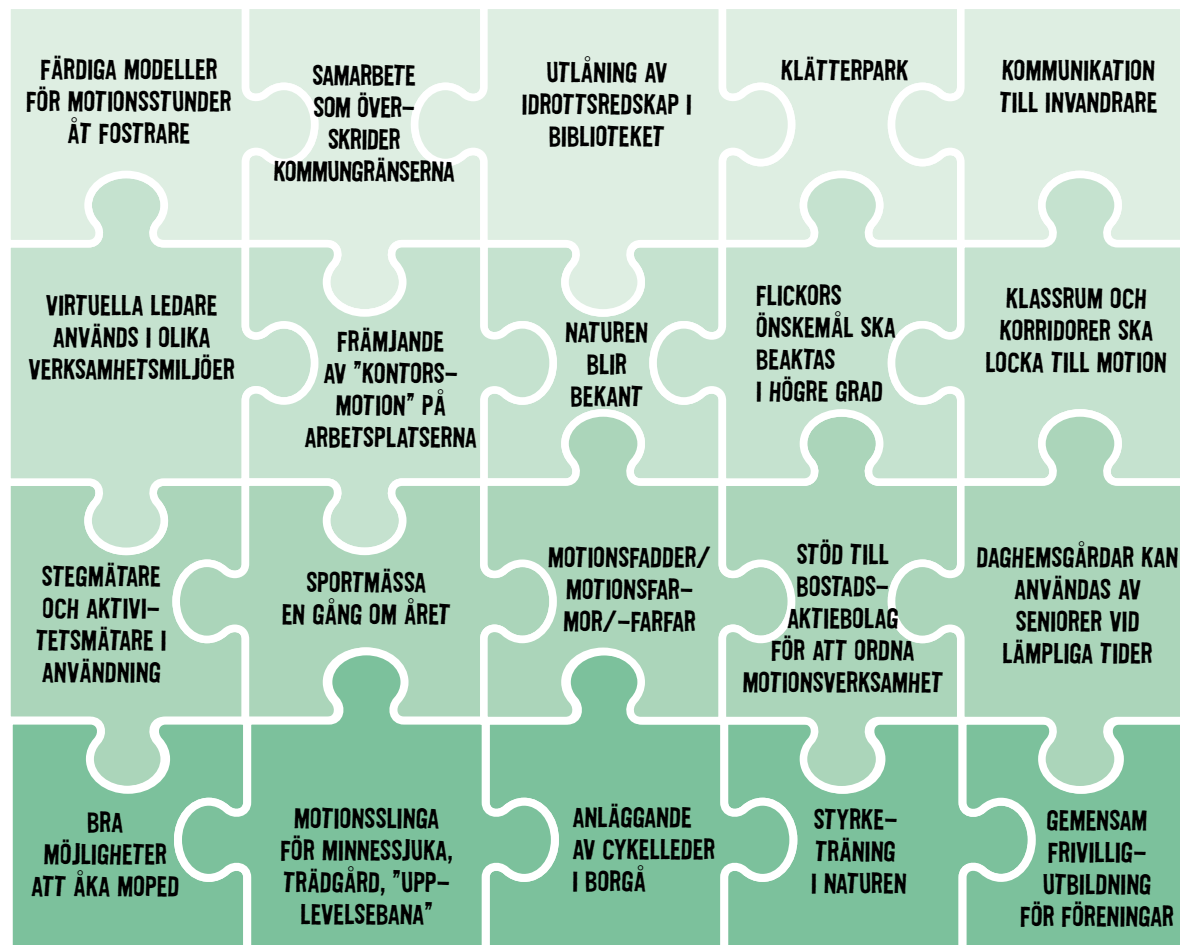 FÄRDIGA MODELLER
FÖR MOTIONSSTUNDER
ÅT FOSTRARE
SAMARBETE
SOM ÖVER-
SKRIDER
KOMMUNGRÄNSERNA
UTLÅNING AV
IDROTTSREDSKAP I
BIBLIOTEKET
KLÄTTERPARK
KOMMUNIKATION
TILL INVANDRARE
VIRTUELLA LEDARE
ANVÄNDS I OLIKA
VERKSAMHETSMILJÖER
FRÄMJANDE
AV ”KONTORS-
MOTION” PÅ
ARBETSPLATSERNA
NATUREN
BLIR
BEKANT
FLICKORS
ÖNSKEMÅL SKA
BEAKTAS
I HÖGRE GRAD
KLASSRUM OCH
KORRIDORER SKA
LOCKA TILL MOTION
STEGMÄTARE
OCH AKTIVI-
TETSMÄTARE I
ANVÄNDNING
SPORTMÄSSA
EN GÅNG OM ÅRET
MOTIONSFADDER/
MOTIONSFAR-
MOR/-FARFAR
STÖD TILL
BOSTADS-
AKTIEBOLAG
FÖR ATT ORDNA
MOTIONSVERKSAMHET
DAGHEMSGÅRDAR KAN
ANVÄNDAS AV
SENIORER VID
LÄMPLIGA TIDER
BRA
MÖJLIGHETER
ATT ÅKA MOPED
MOTIONSSLINGA
FÖR MINNESSJUKA,
TRÄDGÅRD, ”UPP-
LEVELSEBANA”
ANLÄGGANDE
AV CYKELLEDER
I BORGÅ
STYRKE-
TRÄNING
I NATUREN
GEMENSAM
FRIVILLIG-
UTBILDNING
FÖR FÖRENINGAR